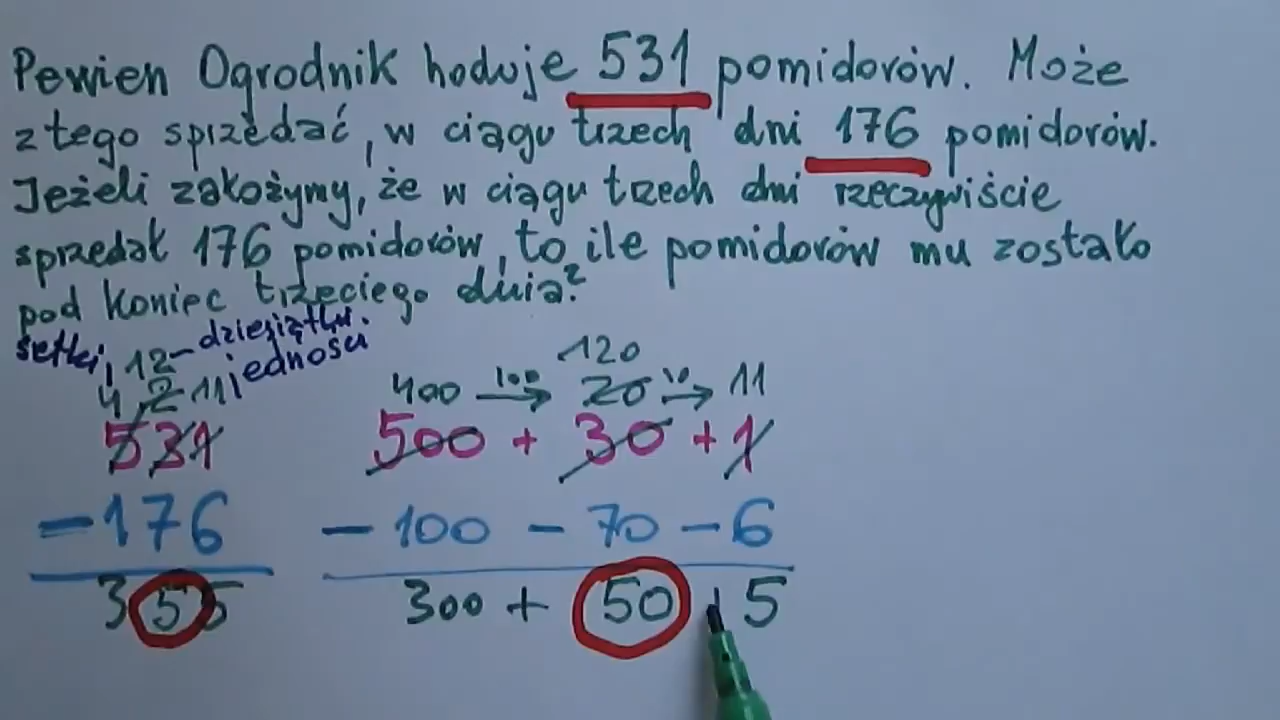 Pewien Ogrodnik hoduje 531 pomidorów. Może
z tego sprzedać, w ciągu trzech dni 176 pomidorów.
Jeżeli założymy, że w ciągu trzech dni rzeczywiście
sprzedał 176 pomidorów, to ile pomidorów mu zostało
pod koniec trzeciego dnia?
setki, 12 - dziesiątki.
4 2 11 jedności
120
400 100 → 20 10 → 11
531 500 + 30 + 1
-176 - 100 - 70 - 6
355 300 + 50 + 5